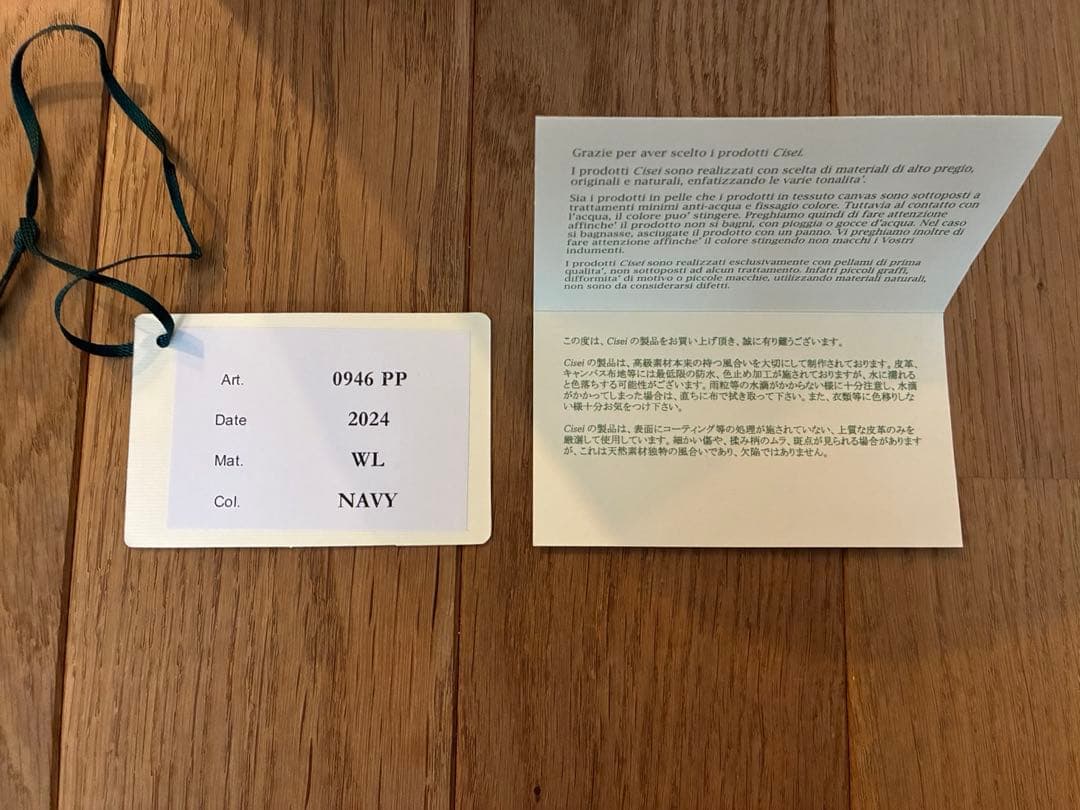 Art. 0946 PP
Date 2024
Mat. WL
Col. NAVY
Grazie per aver scelto i prodotti Cisei.
I prodotti Cisei sono realizzati con scelta di materiali di alto pregio,
originali e naturali, enfatizzando le varie tonalita'.
Sia i prodotti in pelle che i prodotti in tessuto canvas sono sottoposti a
trattamenti minimi anti-acqua e fissagio colore. Tuttavia al contatto con
l'acqua, il colore puo' stingere. Preghiamo quindi di fare attenzione
affinche' il prodotto non si bagni, con pioggia o gocce d'acqua. Nel caso
si bagnasse, asciugate il prodotto con un panno. Vi preghiamo inoltre di
fare attenzione affinche' il colore stingendo non macchi i Vostri
indumenti.
I prodotti Cisei sono realizzati esclusivamente con pellami di prima
qualita', non sottoposti ad alcun trattamento. Infatti piccoli graffi,
difformita' di motivo o piccole macchie, utilizzando materiali naturali,
non sono da considerarsi difetti.
この度は、Cisei の製品をお買い上げ頂き、誠に有り難うございます。
Cisei の製品は、高級素材本来の持つ風合いを大切にして制作されております。皮革、
キャンバス布地等には最低限の防水、色止め加工が施されておりますが、水に濡れる
と色落ちする可能性がございます。雨粒等の水滴がかからない様に十分注意し、水滴
がかかってしまった場合は、直ちに布で拭き取って下さい。また、衣類等に色移りしな
い様十分お気をつけ下さい。
Cisei の製品は、表面にコーティング等の処理が施されていない、上質な皮革のみを
厳選して使用しています。細かい傷や、揉み柄のムラ、斑点が見られる場合があります
が、これは天然素材独特の風合いであり、欠陥ではありません。